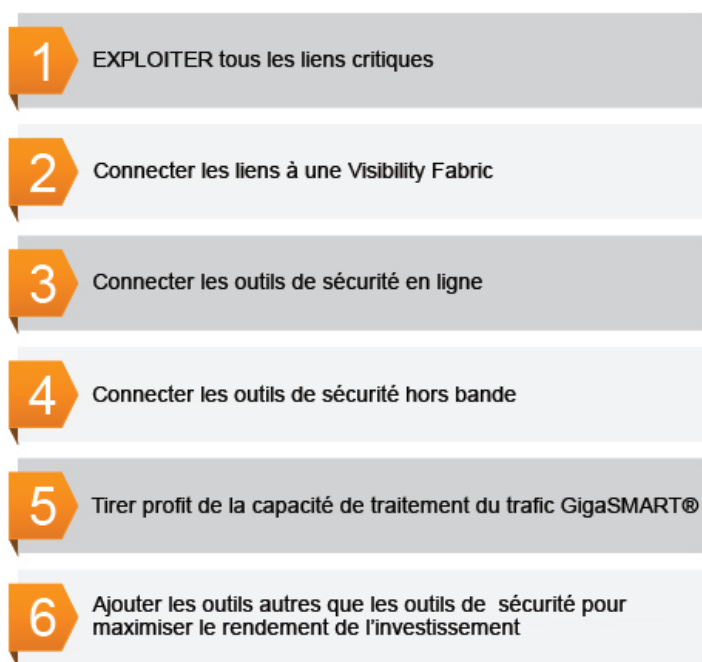 1
EXPLOITER tous les liens critiques
2
Connecter les liens à une Visibility Fabric
3
Connecter les outils de sécurité en ligne
4
Connecter les outils de sécurité hors bande
5
Tirer profit de la capacité de traitement du trafic GigaSMART®
6
Ajouter les outils autres que les outils de sécurité pour
maximiser le rendement de l’investissement